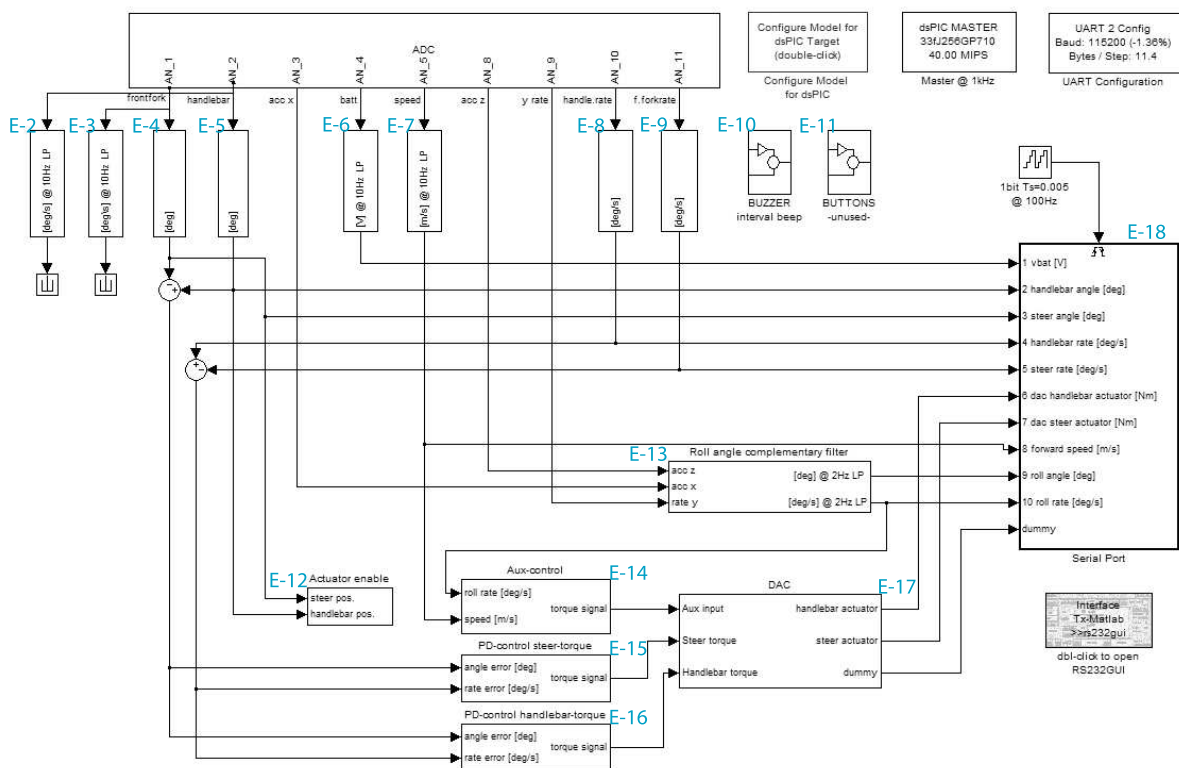 ADC
AN_1
AN_2
AN_3
AN_4
AN_5
AN_8
AN_9
AN_10
AN_11
Configure Model for
dsPIC Target
(double-click)
Configure Model
for dsPIC
dsPIC MASTER
33fJ256GP710
40.00 MIPS
Master @ 1kHz
UART 2 Config
Baud: 115200 (-1.36%)
Bytes / Step: 11.4
UART Configuration
frontfork
handlebar
acc x
batt
speed
acc z
y rate
handle.rate
f.forkrate
E-2
[deg/s] @ 10Hz LP
E-3
[deg/s] @ 10Hz LP
E-4
[deg]
E-5
[deg]
E-6
[V] @ 10Hz LP
E-7
[m/s] @ 10Hz LP
E-8
[deg/s]
E-9
[deg/s]
E-10
BUZZER
interval beep
E-11
BUTTONS
-unused-
1bit Ts=0.005
@ 100Hz
E-18
1 vbat [V]
2 handlebar angle [deg]
3 steer angle [deg]
4 handlebar rate [deg/s]
5 steer rate [deg/s]
6 dac handlebar actuator [Nm]
7 dac steer actuator [Nm]
8 forward speed [m/s]
9 roll angle [deg]
10 roll rate [deg/s]
dummy
Serial Port
E-13
Roll angle complementary filter
acc z
acc x
rate y
[deg] @ 2Hz LP
[deg/s] @ 2Hz LP
E-12
Actuator enable
steer pos.
handlebar pos.
Aux-control
E-14
roll rate [deg/s]
speed [m/s]
torque signal
PD-control steer-torque
E-15
angle error [deg]
rate error [deg/s]
torque signal
PD-control handlebar-torque
E-16
angle error [deg]
rate error [deg/s]
torque signal
DAC
E-17
Aux input
Steer torque
Handlebar torque
handlebar actuator
steer actuator
dummy
Interface
Tx-Matlab
>>rs232gui
dbl-click to open
RS232GUI